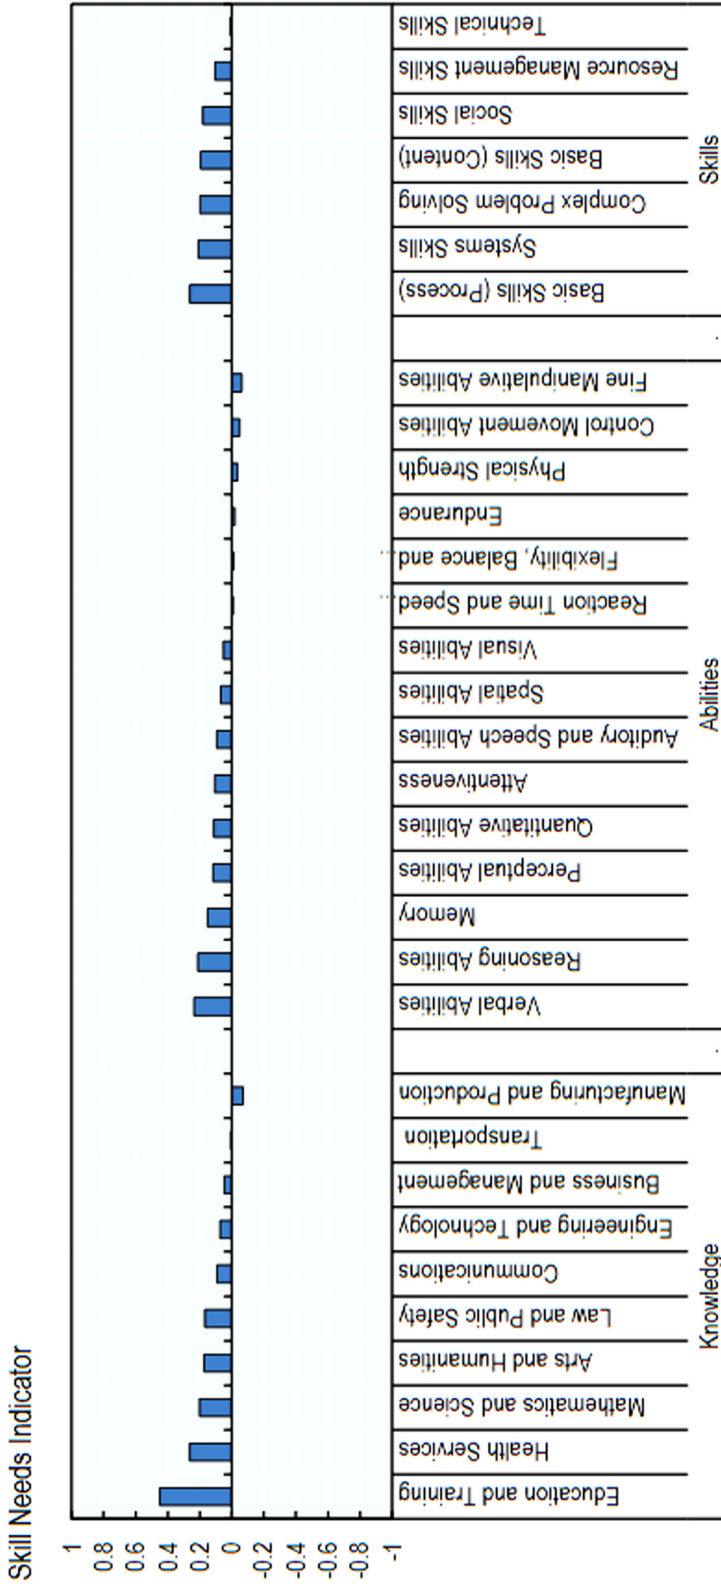 Skill Needs Indicator
1
0.8
0.6
0.4
0.2
0
-0.2
-0.4
-0.6
-0.8
-1
Education and Training
Health Services
Mathematics and Science
Arts and Humanities
Law and Public Safety
Communications
Engineering and Technology
Business and Management
Transportation
Manufacturing and Production
Verbal Abilities
Reasoning Abilities
Memory
Perceptual Abilities
Quantitative Abilities
Attentiveness
Auditory and Speech Abilities
Spatial Abilities
Visual Abilities
Reaction Time and Speed
Flexibility, Balance and
Endurance
Physical Strength
Control Movement Abilities
Fine Manipulative Abilities
Basic Skills (Process)
Systems Skills
Complex Problem Solving
Basic Skills (Content)
Social Skills
Resource Management Skills
Technical Skills
Knowledge
.
Abilities
.
Skills